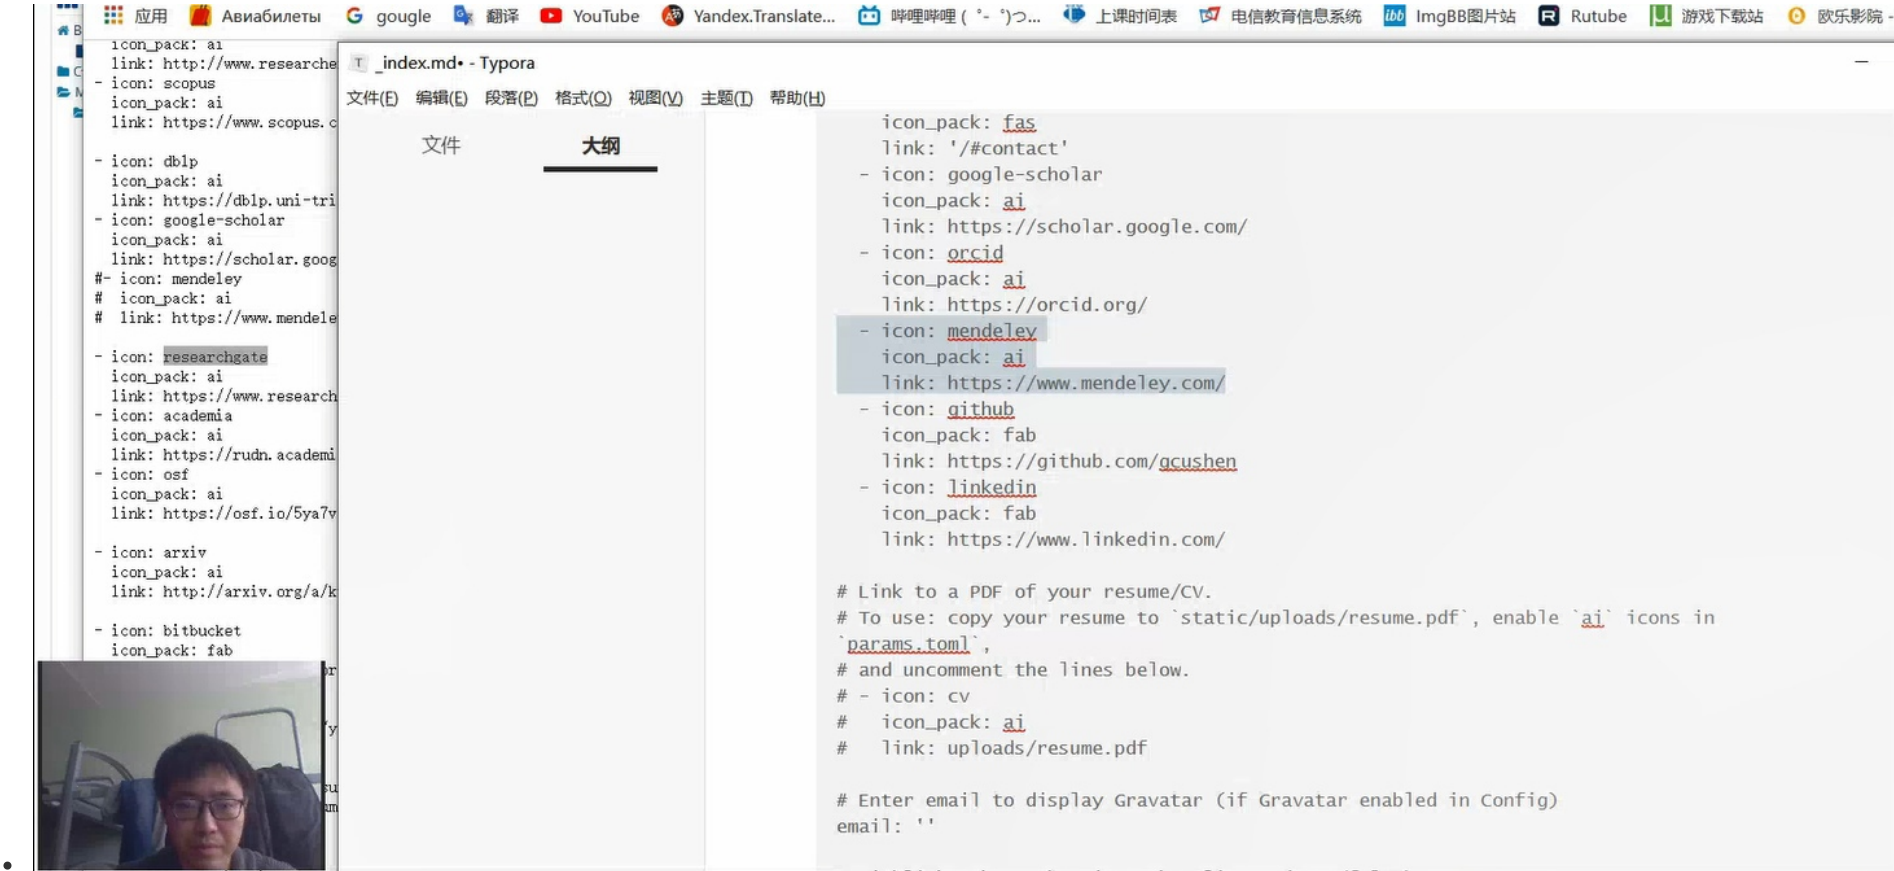 应用 Авиабилеты gougle 翻译 YouTube Yandex.Translate... 哔哩哔哩 ( ゜- ゜)つ... 上课时间表 电信教育信息系统 ImgBB图片站 Rutube 游戏下载站 欧乐影院 -
icon_pack: ai
link: http://www.researche
- icon: scopus
icon_pack: ai
link: https://www.scopus.c
- icon: dblp
icon_pack: ai
link: https://dblp.uni-tri
- icon: google-scholar
icon_pack: ai
link: https://scholar.goog
#- icon: mendeley
# icon_pack: ai
# link: https://www.mendele
- icon: researchgate
icon_pack: ai
link: https://www.research
- icon: academia
icon_pack: ai
link: https://rudn.academi
- icon: osf
icon_pack: ai
link: https://osf.io/5ya7v
- icon: arxiv
icon_pack: ai
link: http://arxiv.org/a/k
- icon: bitbucket
icon_pack: fab
_index.md• - Typora
文件(F) 编辑(E) 段落(P) 格式(O) 视图(V) 主题(T) 帮助(H)
文件 大纲
icon_pack: fas
link: '/#contact'
- icon: google-scholar
icon_pack: ai
link: https://scholar.google.com/
- icon: orcid
icon_pack: ai
link: https://orcid.org/
- icon: mendeley
icon_pack: ai
link: https://www.mendeley.com/
- icon: github
icon_pack: fab
link: https://github.com/gcushen
- icon: linkedin
icon_pack: fab
link: https://www.linkedin.com/
# Link to a PDF of your resume/CV.
# To use: copy your resume to `static/uploads/resume.pdf`, enable `ai` icons in
`params.toml`,
# and uncomment the lines below.
# - icon: cv
# icon_pack: ai
# link: uploads/resume.pdf
# Enter email to display Gravatar (if Gravatar enabled in Config)
email: ''